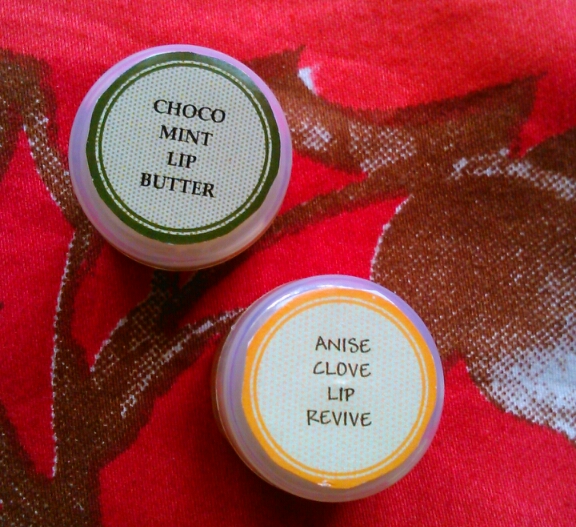 CHOCO
MINT
LIP
BUTTER
ANISE
CLOVE
LIP
REVIVE